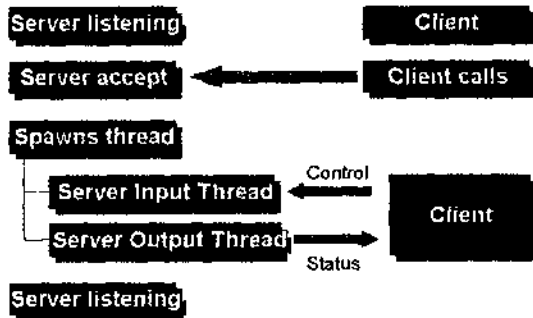 Server listening
Client
Server accept
Client calls
Spawns thread
Control
Server Input Thread
Client
Server Output Thread
Status
Server listening